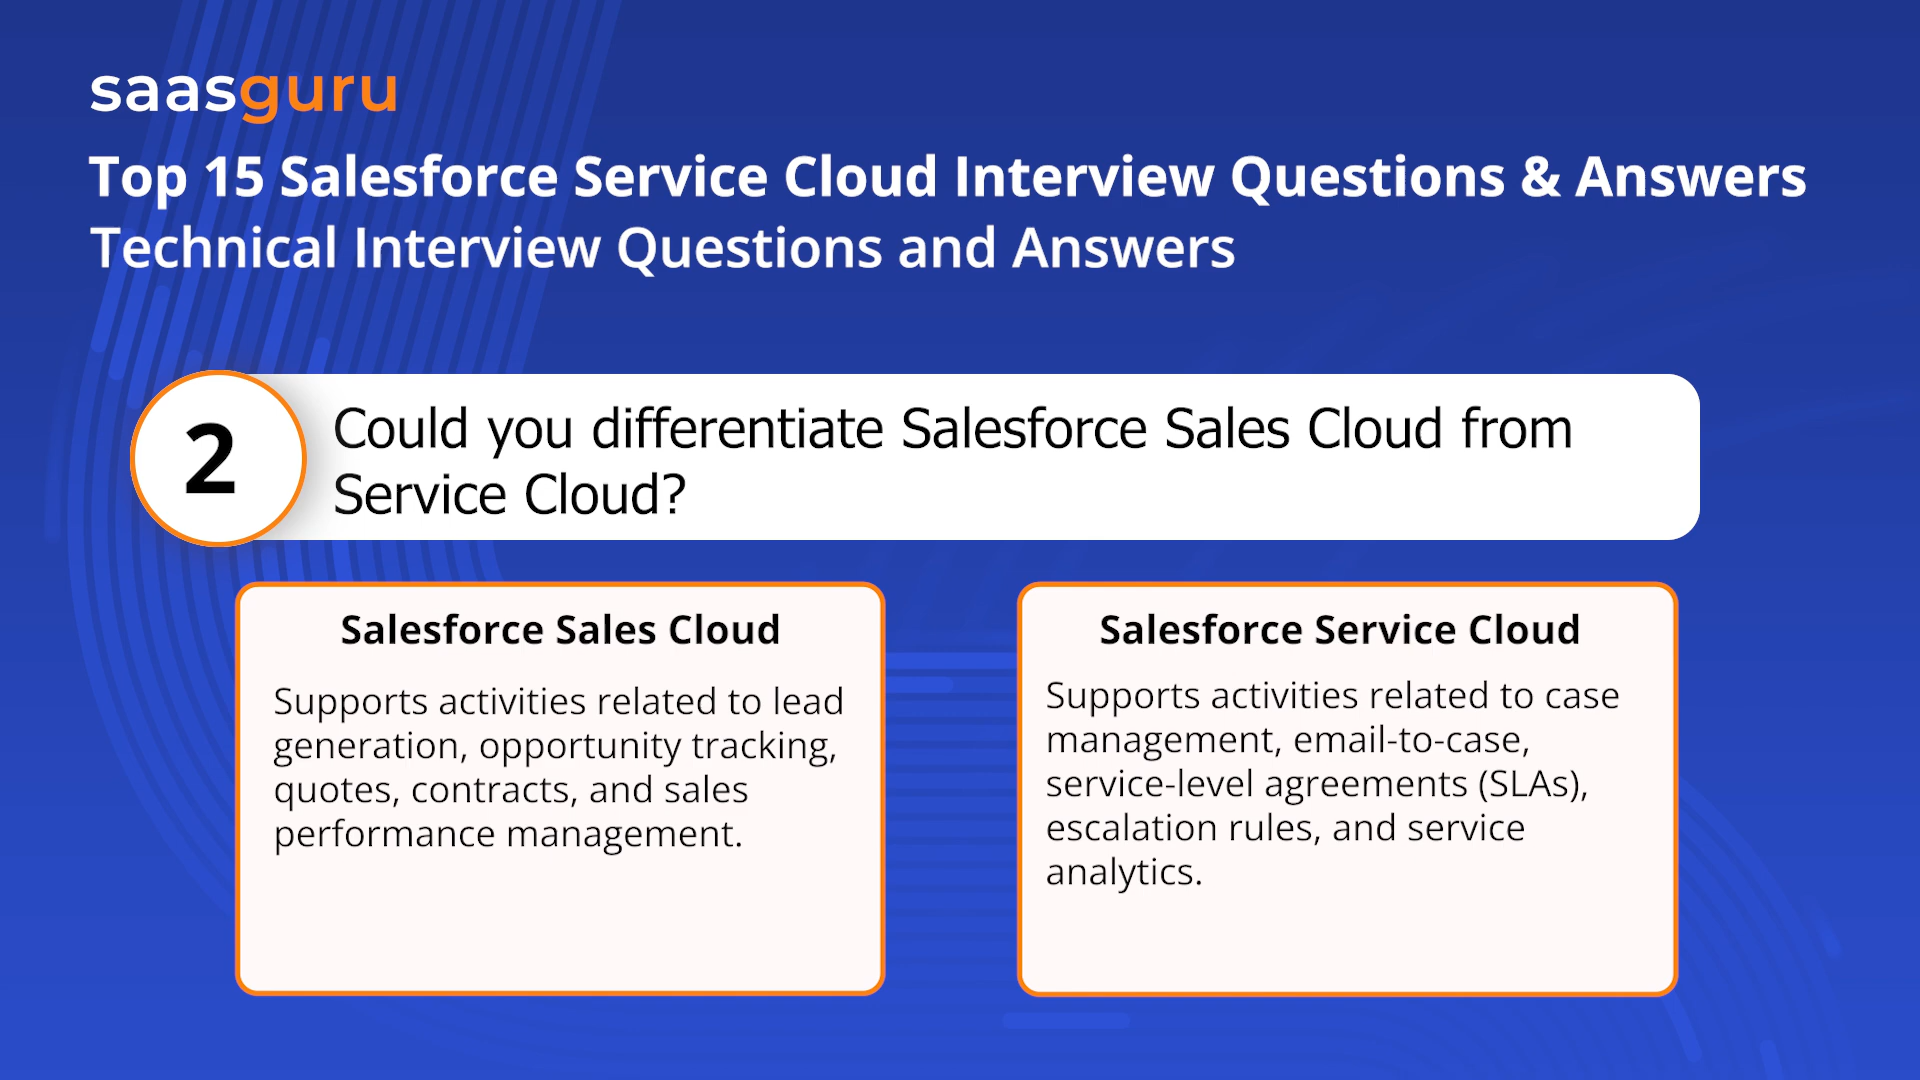 saasguru
Top 15 Salesforce Service Cloud Interview Questions & Answers
Technical Interview Questions and Answers
2
Could you differentiate Salesforce Sales Cloud from
Service Cloud?
Salesforce Sales Cloud
Supports activities related to lead
generation, opportunity tracking,
quotes, contracts, and sales
performance management.
Salesforce Service Cloud
Supports activities related to case
management, email-to-case,
service-level agreements (SLAs),
escalation rules, and service
analytics.